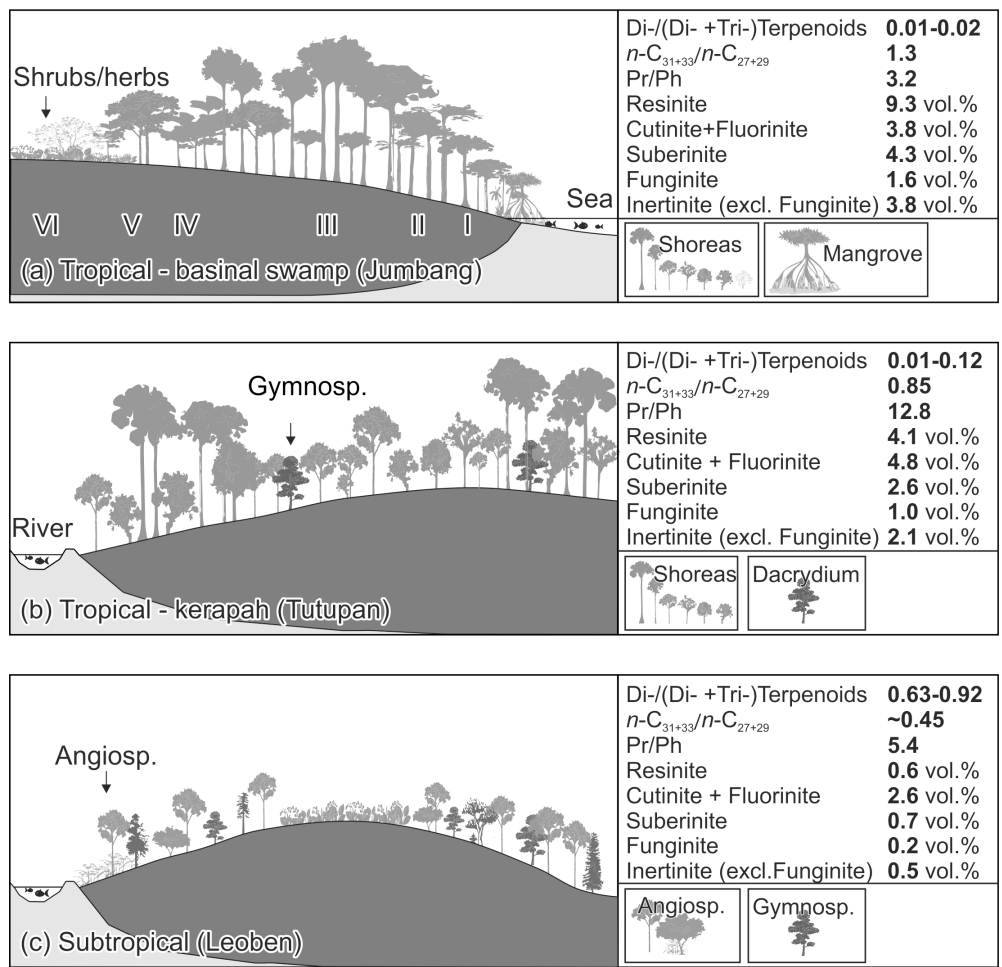 Shrubs/herbs
Sea
VI V IV III II I
(a) Tropical - basinal swamp (Jumbang)
Di-/(Di- +Tri-)Terpenoids 0.01-0.02
n-C31+33/n-C27+29 1.3
Pr/Ph 3.2
Resinite 9.3 vol.%
Cutinite+Fluorinite 3.8 vol.%
Suberinite 4.3 vol.%
Funginite 1.6 vol.%
Inertinite (excl. Funginite) 3.8 vol.%
Shoreas
Mangrove
Gymnosp.
River
(b) Tropical - kerapah (Tutupan)
Di-/(Di- +Tri-)Terpenoids 0.01-0.12
n-C31+33/n-C27+29 0.85
Pr/Ph 12.8
Resinite 4.1 vol.%
Cutinite + Fluorinite 4.8 vol.%
Suberinite 2.6 vol.%
Funginite 1.0 vol.%
Inertinite (excl. Funginite) 2.1 vol.%
Shoreas
Dacrydium
Angiosp.
(c) Subtropical (Leoben)
Di-/(Di- +Tri-)Terpenoids 0.63-0.92
n-C31+33/n-C27+29 ~0.45
Pr/Ph 5.4
Resinite 0.6 vol.%
Cutinite + Fluorinite 2.6 vol.%
Suberinite 0.7 vol.%
Funginite 0.2 vol.%
Inertinite (excl.Funginite) 0.5 vol.%
Angiosp.
Gymnosp.